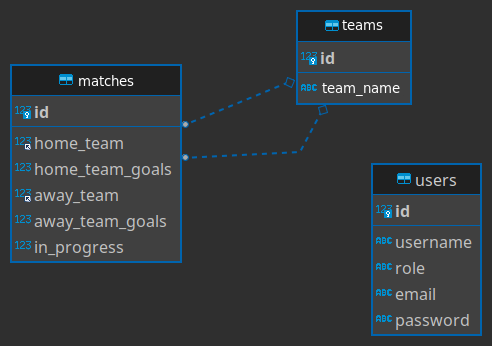 teams
123 id
ABC team_name
matches
123 id
123 home_team
123 home_team_goals
123 away_team
123 away_team_goals
123 in_progress
users
123 id
ABC username
ABC role
ABC email
ABC password